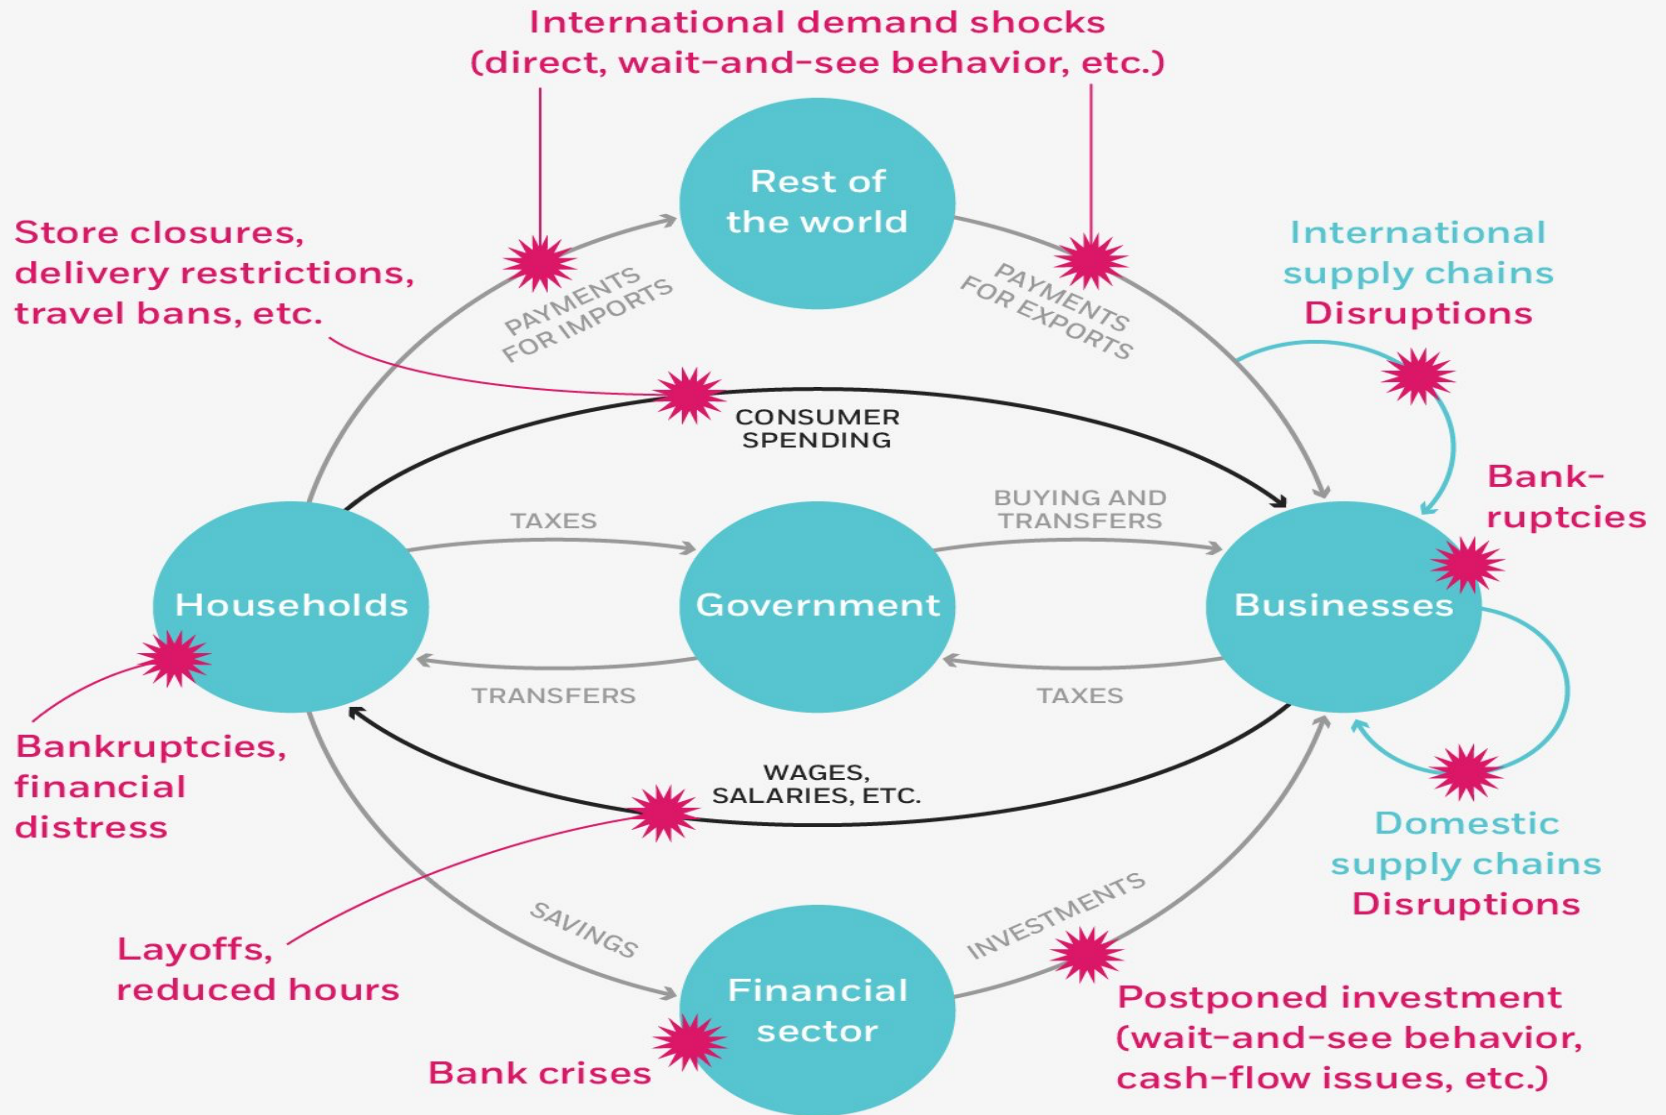 International demand shocks
(direct, wait-and-see behavior, etc.)
Rest of
the world
Store closures,
delivery restrictions,
travel bans, etc.
International
supply chains
Disruptions
PAYMENTS
FOR IMPORTS
PAYMENTS
FOR EXPORTS
CONSUMER
SPENDING
Bank-
ruptcies
TAXES
BUYING AND
TRANSFERS
Households
Government
Businesses
TRANSFERS
TAXES
Bankruptcies,
financial
distress
WAGES,
SALARIES, ETC.
Domestic
supply chains
Disruptions
SAVINGS
INVESTMENTS
Layoffs,
reduced hours
Financial
sector
Bank crises
Postponed investment
(wait-and-see behavior,
cash-flow issues, etc.)